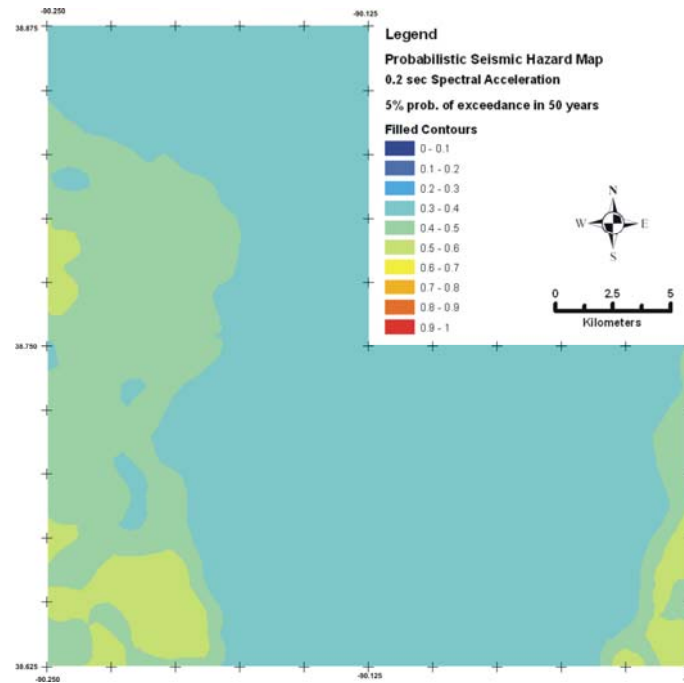 -90.250
-90.125
38.875
Legend
Probabilistic Seismic Hazard Map
0.2 sec Spectral Acceleration
5% prob. of exceedance in 50 years
Filled Contours
0 - 0.1
0.1 - 0.2
0.2 - 0.3
0.3 - 0.4
0.4 - 0.5
0.5 - 0.6
0.6 - 0.7
0.7 - 0.8
0.8 - 0.9
0.9 - 1
N
W E
S
0 2.5 5
Kilometers
38.750
38.625
-90.250
-90.125